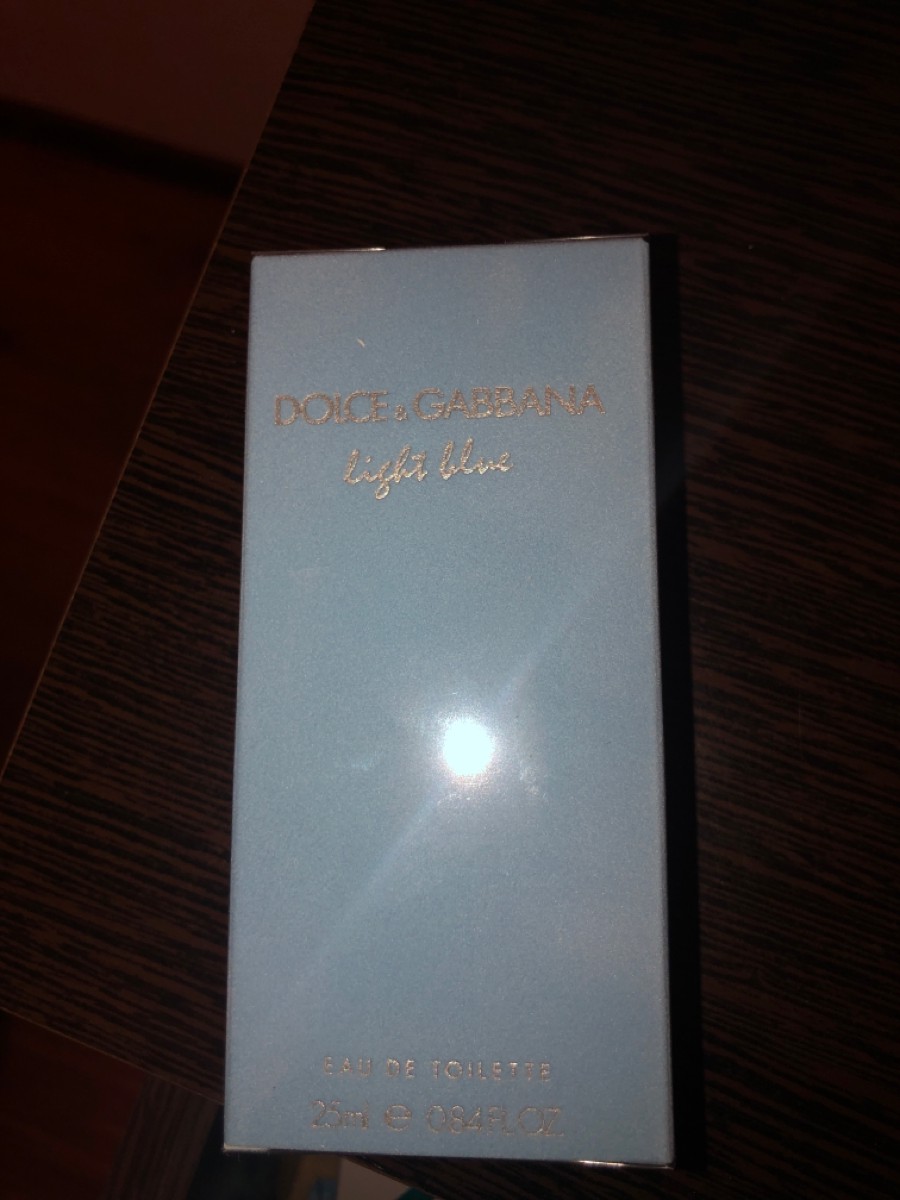 DOLCE & GABBANA
light blue
EAU DE TOILETTE
25ml ℮ 0.84 FL.OZ.